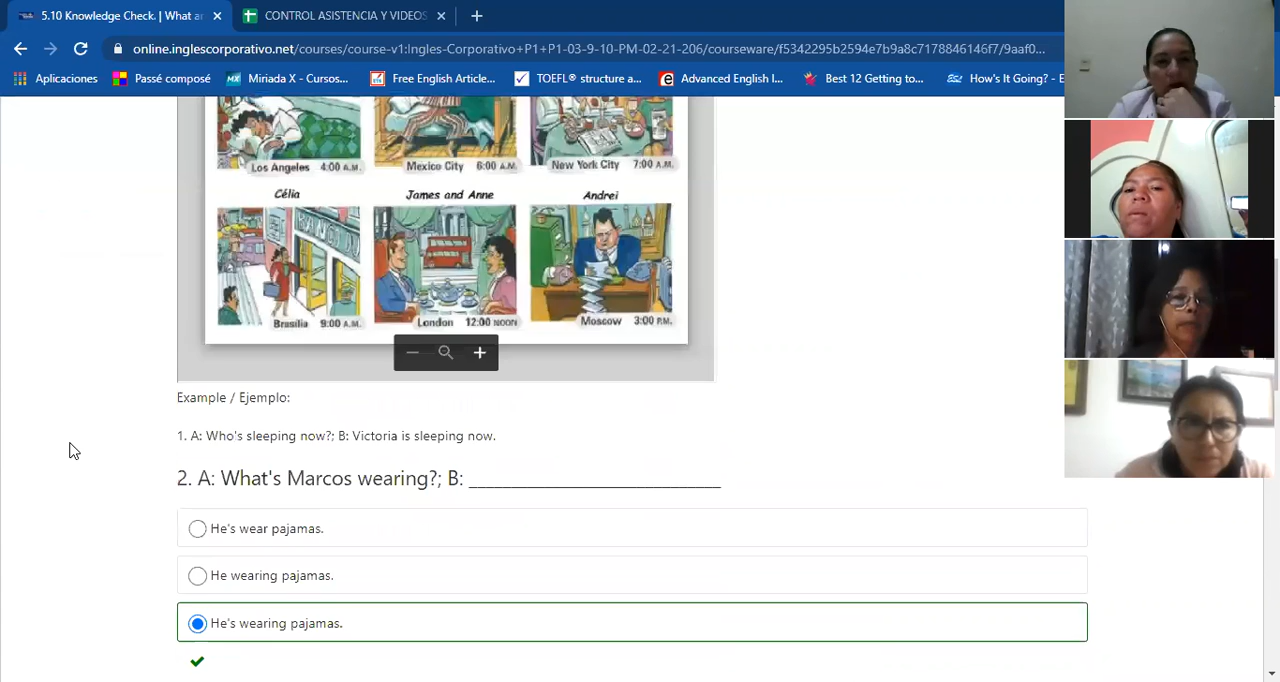 5.10 Knowledge Check. | What ar
CONTROL ASISTENCIA Y VIDEOS
online.inglescorporativo.net/courses/course-v1:Ingles-Corporativo+P1+P1-03-9-10-PM-02-21-206/courseware/f5342295b2594e7b9a8c7178846146f7/9aaf0...
Aplicaciones
Passé composé
Miriada X - Cursos...
Free English Article...
TOEFL® structure a...
Advanced English l...
Best 12 Getting to...
How's It Going? - E
Los Angeles 4:00 A.M.
Mexico City 6:00 A.M.
New York City 7:00 A.M.
Célia
James and Anne
Andrei
Brasilia 9:00 A.M.
London 12:00 NOON
Moscow 3:00 P.M.
Example / Ejemplo:
1. A: Who's sleeping now?; B: Victoria is sleeping now.
2. A: What's Marcos wearing?; B: ____________________________
He's wear pajamas.
He wearing pajamas.
He's wearing pajamas.